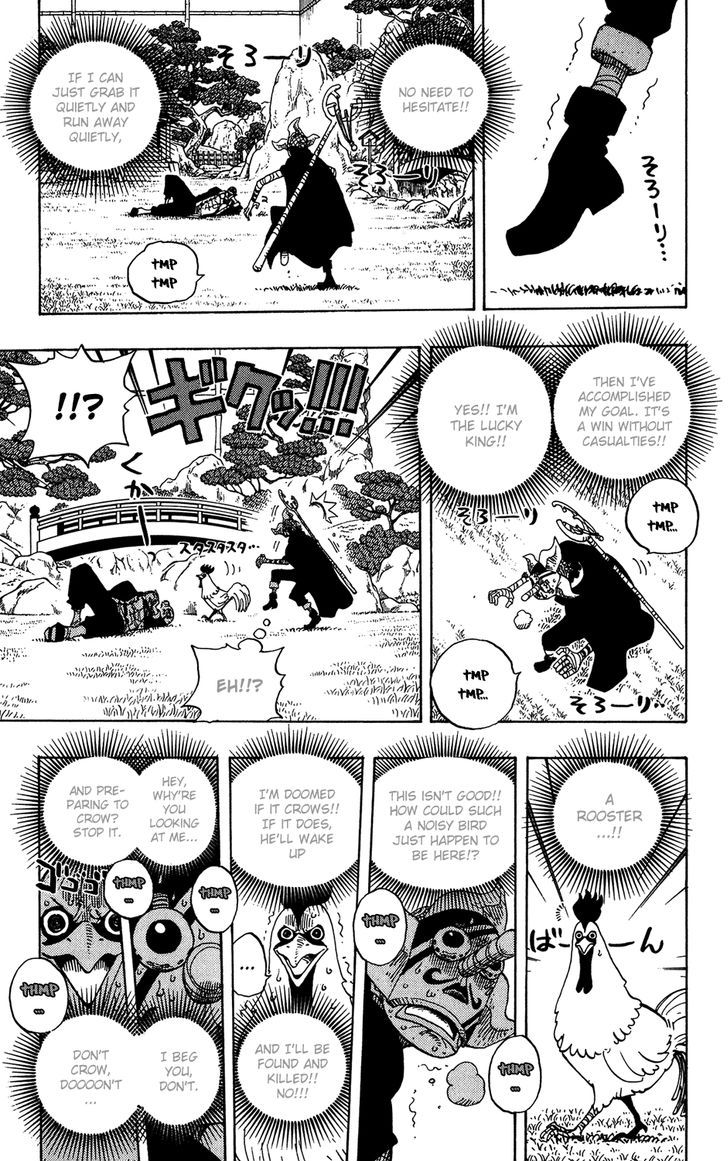 そろーーり…
NO NEED TO
HESITATE!!
そろーーり
IF I CAN
JUST GRAB IT
QUIETLY AND
RUN AWAY
QUIETLY,
そろーーり
TMP
TMP
THEN I'VE
ACCOMPLISHED
MY GOAL. IT'S
A WIN WITHOUT
CASUALTIES!!
YES!! I'M
THE LUCKY
KING!!
TMP
TMP...
そろーーり
TMP
TMP...
そろーーり…
ギクッ!!!
!!?
くかー
スタスタスタ…
EH!!?
A
ROOSTER
...!!
ばーーん
THIS ISN'T GOOD!!
HOW COULD SUCH
A NOISY BIRD
JUST HAPPEN TO
BE HERE!?
THMP
...
THMP
...
I'M DOOMED
IF IT CROWS!!
IF IT DOES,
HE'LL WAKE
UP
...
AND I'LL BE
FOUND AND
KILLED!!
NO!!!
HEY,
WHY'RE
YOU
LOOKING
AT ME...
THMP
...
I BEG
YOU,
DON'T.
AND PRE-
PARING TO
CROW?
STOP IT.
THMP
...
THMP
...
DON'T
CROW,
DOOOON'T
...